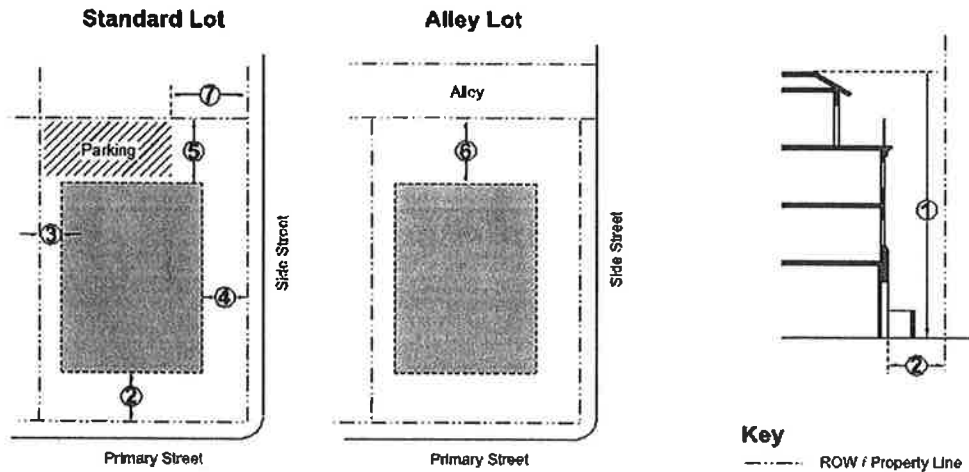 Standard Lot
⑦
Parking
⑤
③
④
②
Side Street
Primary Street
Alley Lot
Alley
⑥
Side Street
Primary Street
①
②
Key
ROW / Property Line